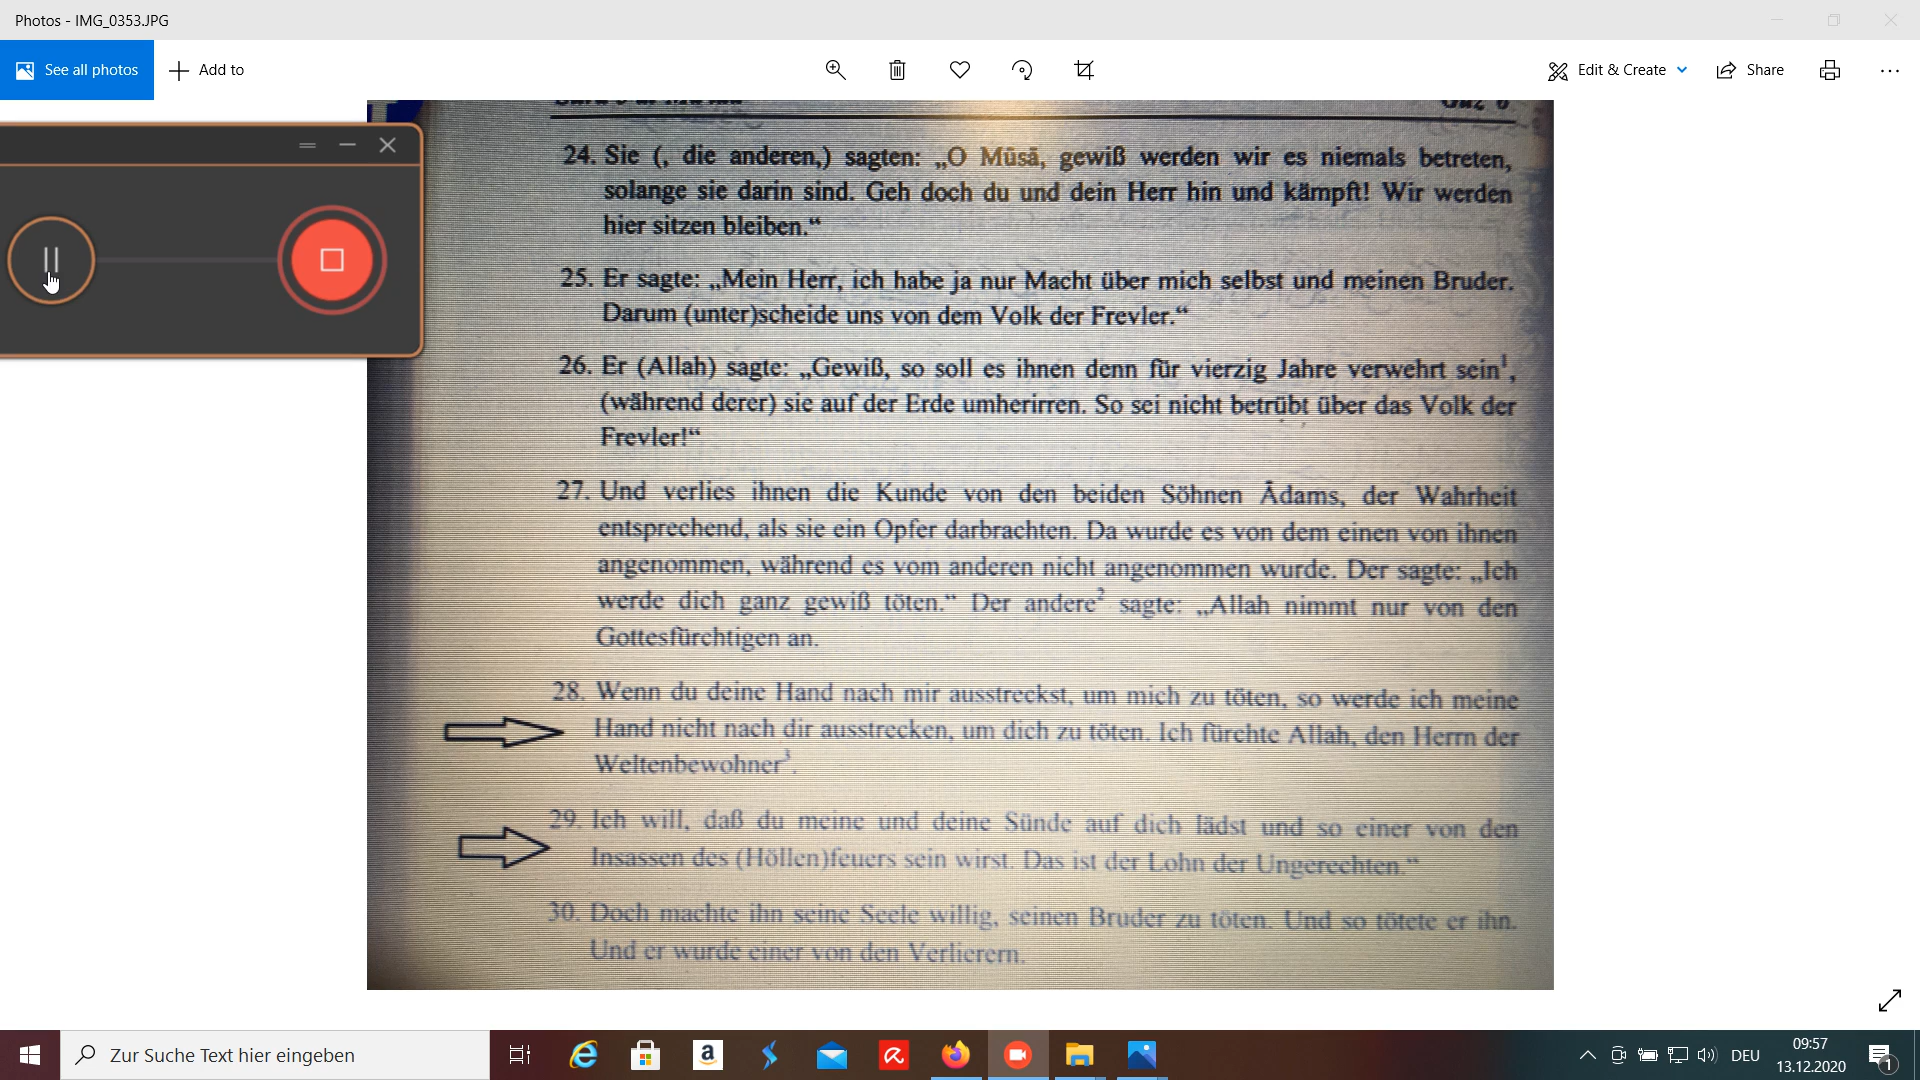 Photos - IMG_0353.JPG
See all photos
Add to
Edit & Create
Share
24. Sie (, die anderen,) sagten: „O Mūsā, gewiß werden wir es niemals betreten,
solange sie darin sind. Geh doch du und dein Herr hin und kämpft! Wir werden
hier sitzen bleiben.“
25. Er sagte: „Mein Herr, ich habe ja nur Macht über mich selbst und meinen Bruder.
Darum (unter)scheide uns von dem Volk der Frevler.“
26. Er (Allah) sagte: „Gewiß, so soll es ihnen denn für vierzig Jahre verwehrt sein¹,
(während derer) sie auf der Erde umherirren. So sei nicht betrübt über das Volk der
Frevler!“
27. Und verlies ihnen die Kunde von den beiden Söhnen Ādams, der Wahrheit
entsprechend, als sie ein Opfer darbrachten. Da wurde es von dem einen von ihnen
angenommen, während es vom anderen nicht angenommen wurde. Der sagte: „Ich
werde dich ganz gewiß töten.“ Der andere² sagte: „Allah nimmt nur von den
Gottesfürchtigen an.
28. Wenn du deine Hand nach mir ausstreckst, um mich zu töten, so werde ich meine
Hand nicht nach dir ausstrecken, um dich zu töten. Ich fürchte Allah, den Herrn der
Weltenbewohner³.
29. Ich will, daß du meine und deine Sünde auf dich lädst und so einer von den
Insassen des (Höllen)feuers sein wirst. Das ist der Lohn der Ungerechten.“
30. Doch machte ihn seine Seele willig, seinen Bruder zu töten. Und so tötete er ihn.
Und er wurde einer von den Verlierern.
Zur Suche Text hier eingeben
DEU
09:57
13.12.2020
1